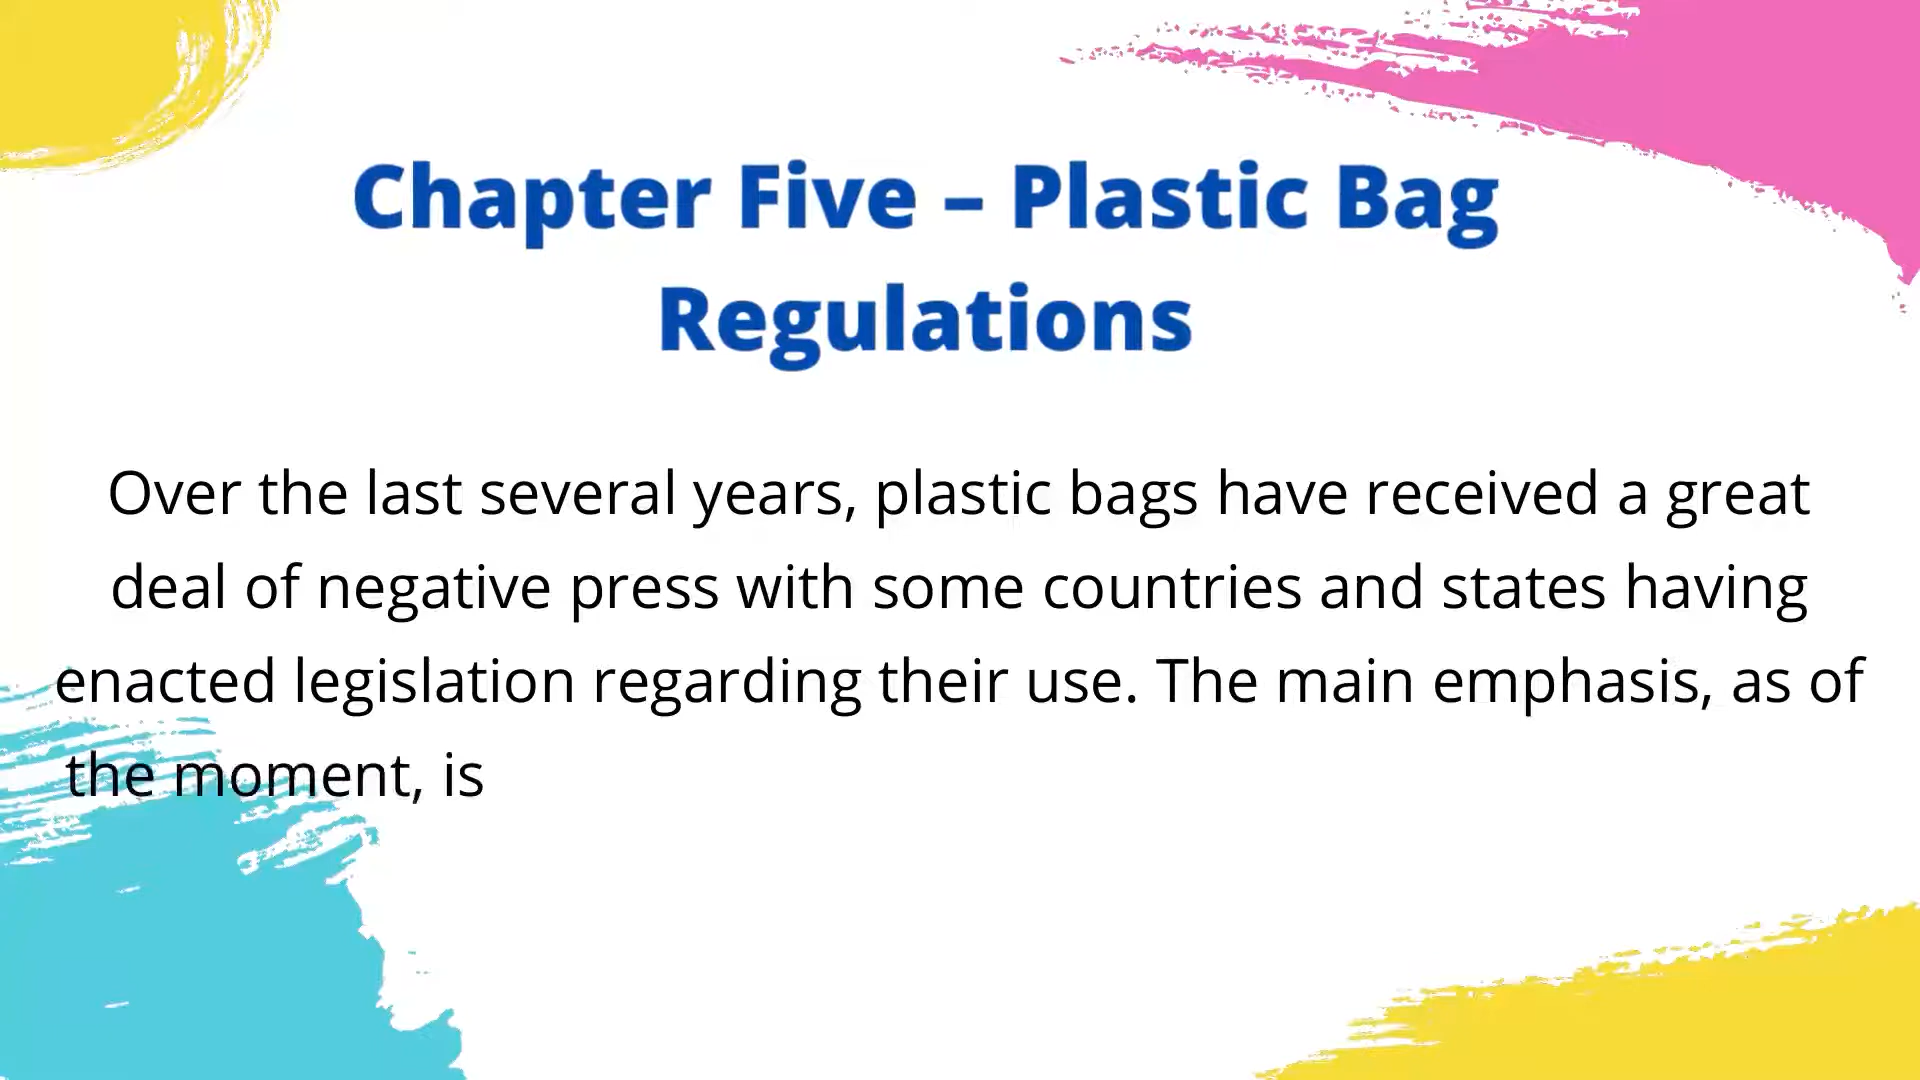 Chapter Five – Plastic Bag
Regulations
Over the last several years, plastic bags have received a great
deal of negative press with some countries and states having
enacted legislation regarding their use. The main emphasis, as of
the moment, is